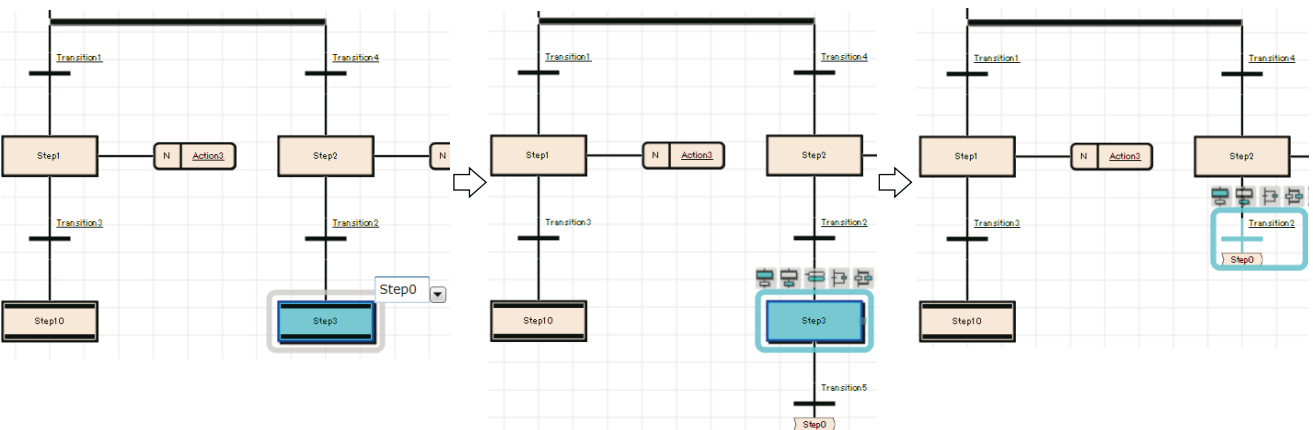 Transition1
Transition4
Step1
N
Action3
Step2
N
Transition3
Transition2
Step0
Step10
Step3
Transition1
Transition4
Step1
N
Action3
Step2
Transition3
Transition2
Step10
Step3
Transition5
Step0
Transition1
Transition4
Step1
N
Action3
Step2
Transition3
Transition2
Step0
Step10